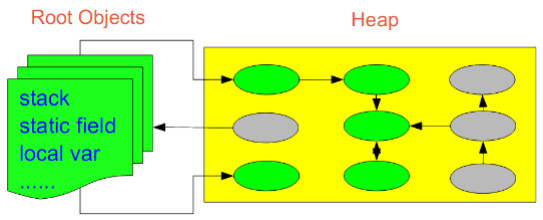 Root Objects
Heap
stack
static field
local var
......